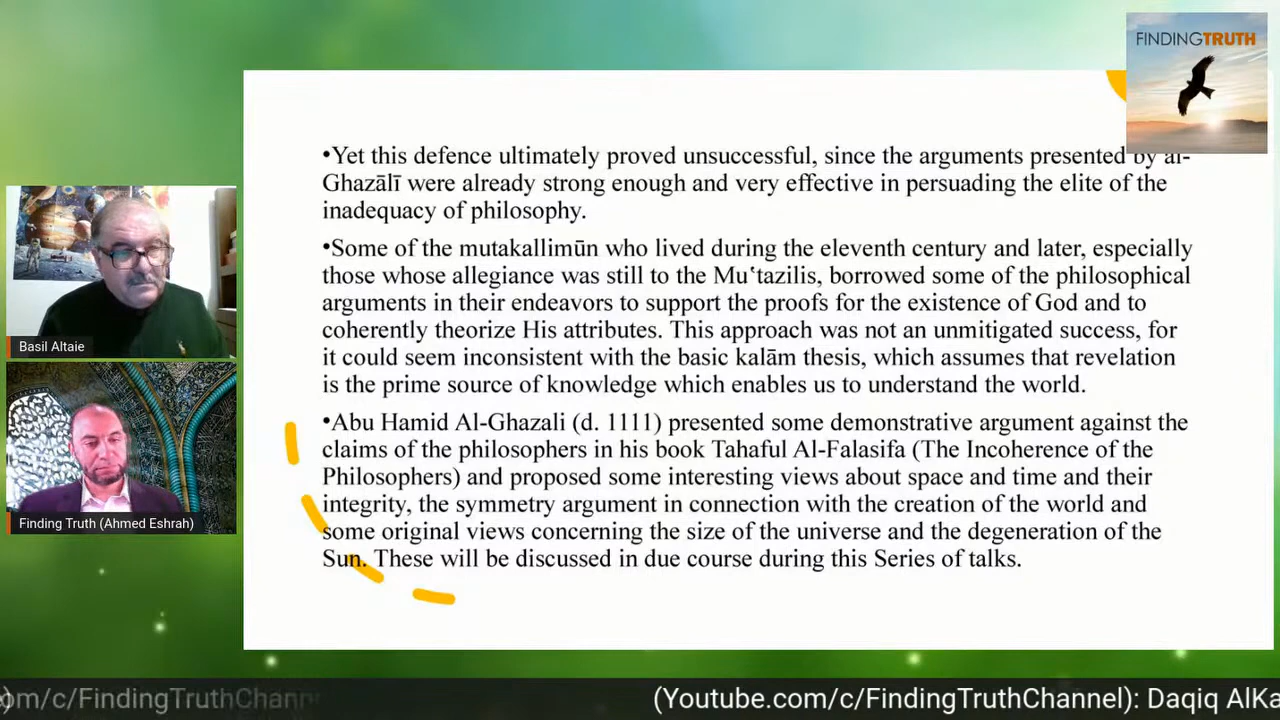 FINDINGTRUTH
•Yet this defence ultimately proved unsuccessful, since the arguments presented by al-
Ghazālī were already strong enough and very effective in persuading the elite of the
inadequacy of philosophy.
•Some of the mutakallimūn who lived during the eleventh century and later, especially
those whose allegiance was still to the Muʿtazilis, borrowed some of the philosophical
arguments in their endeavors to support the proofs for the existence of God and to
coherently theorize His attributes. This approach was not an unmitigated success, for
it could seem inconsistent with the basic kalām thesis, which assumes that revelation
is the prime source of knowledge which enables us to understand the world.
•Abu Hamid Al-Ghazali (d. 1111) presented some demonstrative argument against the
claims of the philosophers in his book Tahaful Al-Falasifa (The Incoherence of the
Philosophers) and proposed some interesting views about space and time and their
integrity, the symmetry argument in connection with the creation of the world and
some original views concerning the size of the universe and the degeneration of the
Sun. These will be discussed in due course during this Series of talks.
Basil Altaie
Finding Truth (Ahmed Eshrah)
om/c/FindingTruthChann
(Youtube.com/c/FindingTruthChannel): Daqiq AlKa